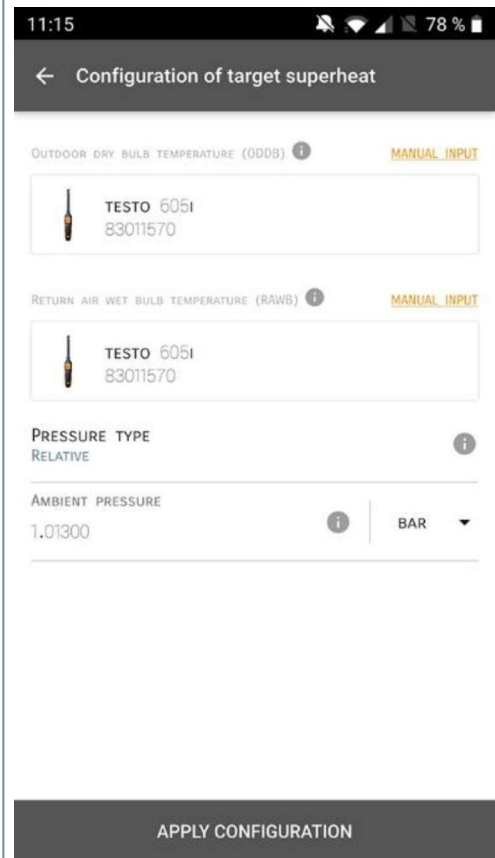 11:15 78 %
Configuration of target superheat
OUTDOOR DRY BULB TEMPERATURE (ODDB) MANUAL INPUT
TESTO 605I
83011570
RETURN AIR WET BULB TEMPERATURE (RAWB) MANUAL INPUT
TESTO 605I
83011570
PRESSURE TYPE
RELATIVE
AMBIENT PRESSURE
1.01300 BAR
APPLY CONFIGURATION